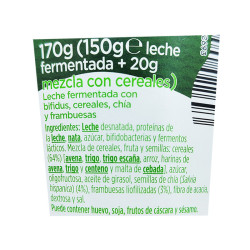 170g (150g℮ leche
fermentada + 20g
mezcla con cereales)
Leche fermentada con
bifidus, cereales, chía
y frambuesas
Ingredientes: Leche desnatada, proteínas de
la leche, nata, azúcar, bifidobacterias y fermentos
lácticos. Mezcla de cereales, fruta y semillas: cereales
(64%) (avena, trigo, trigo espaíta, arroz, harinas de
avena, trigo y centeno y maltas de cebada), azúcar,
oligofructosa, aceite de girasol, semillas de chía (Salvia
hispanica) (4%), frambuesas liofilizadas (3%), fibra de acacia,
dextrosa y sal.
Puede contener huevo, soja, frutos de cáscara y sésamo.